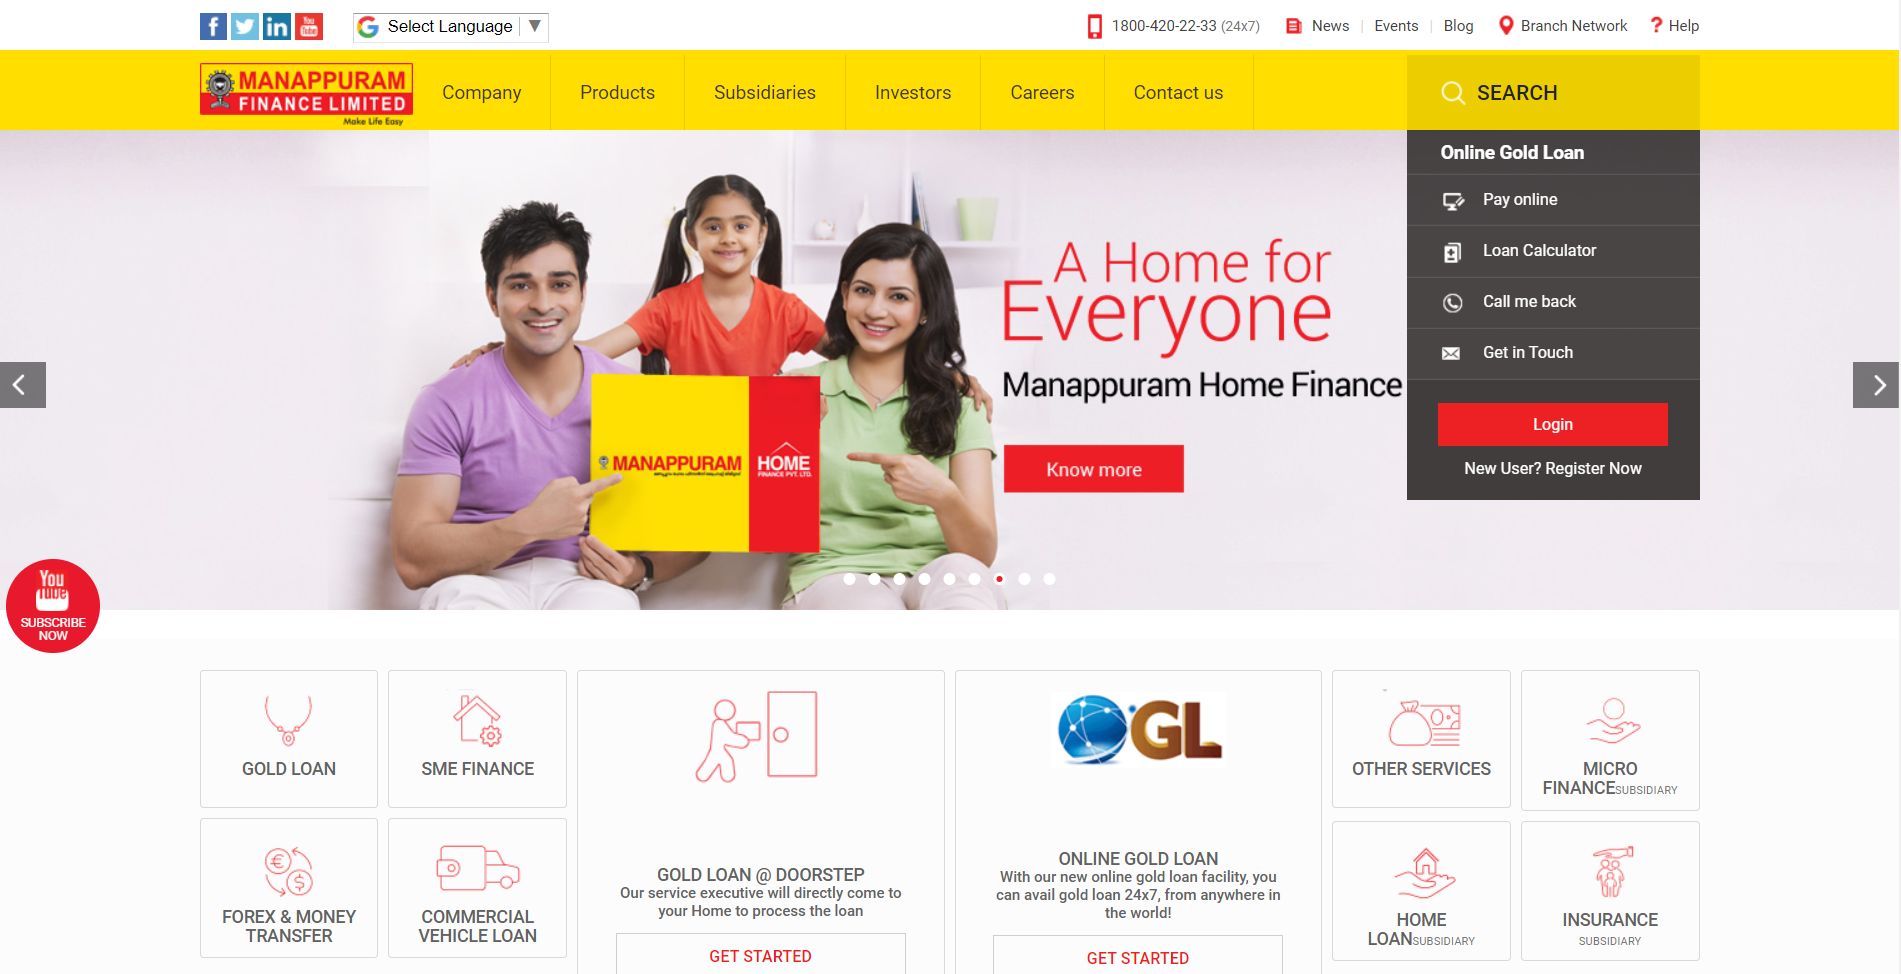 f
in
You
Tube
G Select Language ▼
1800-420-22-33 (24x7)
News
Events
Blog
Branch Network
? Help
MANAPPURAM
FINANCE LIMITED
Make Life Easy
Company
Products
Subsidiaries
Investors
Careers
Contact us
SEARCH
Online Gold Loan
Pay online
Loan Calculator
Call me back
Get in Touch
Login
New User? Register Now
A Home for
Everyone
Manappuram Home Finance
Know more
MANAPPURAM
HOME
FINANCE PVT. LTD.
You
Tube
SUBSCRIBE
NOW
GOLD LOAN
SME FINANCE
FOREX & MONEY
TRANSFER
COMMERCIAL
VEHICLE LOAN
GOLD LOAN @ DOORSTEP
Our service executive will directly come to
your Home to process the loan
GET STARTED
OGL
ONLINE GOLD LOAN
With our new online gold loan facility, you
can avail gold loan 24x7, from anywhere in
the world!
GET STARTED
OTHER SERVICES
MICRO
FINANCESUBSIDIARY
HOME
LOANSUBSIDIARY
INSURANCE
SUBSIDIARY